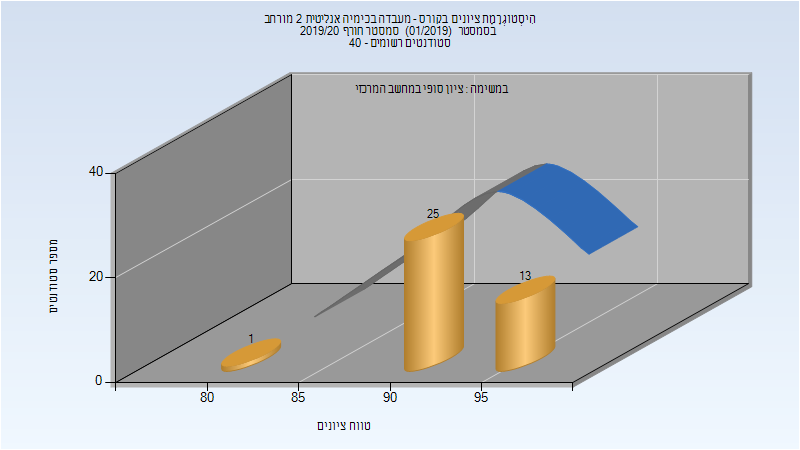 היסטוגרמת ציונים בקורס - מעבדה בכימיה אנליטית 2 מורחב
בסמסטר (01/2019) סמסטר חורף 2019/20
סטודנטים רשומים - 40
במשימה : ציון סופי במחשב המרכזי
מספר סטודנטים
40
20
0
1
25
13
80
85
90
95
טווח ציונים